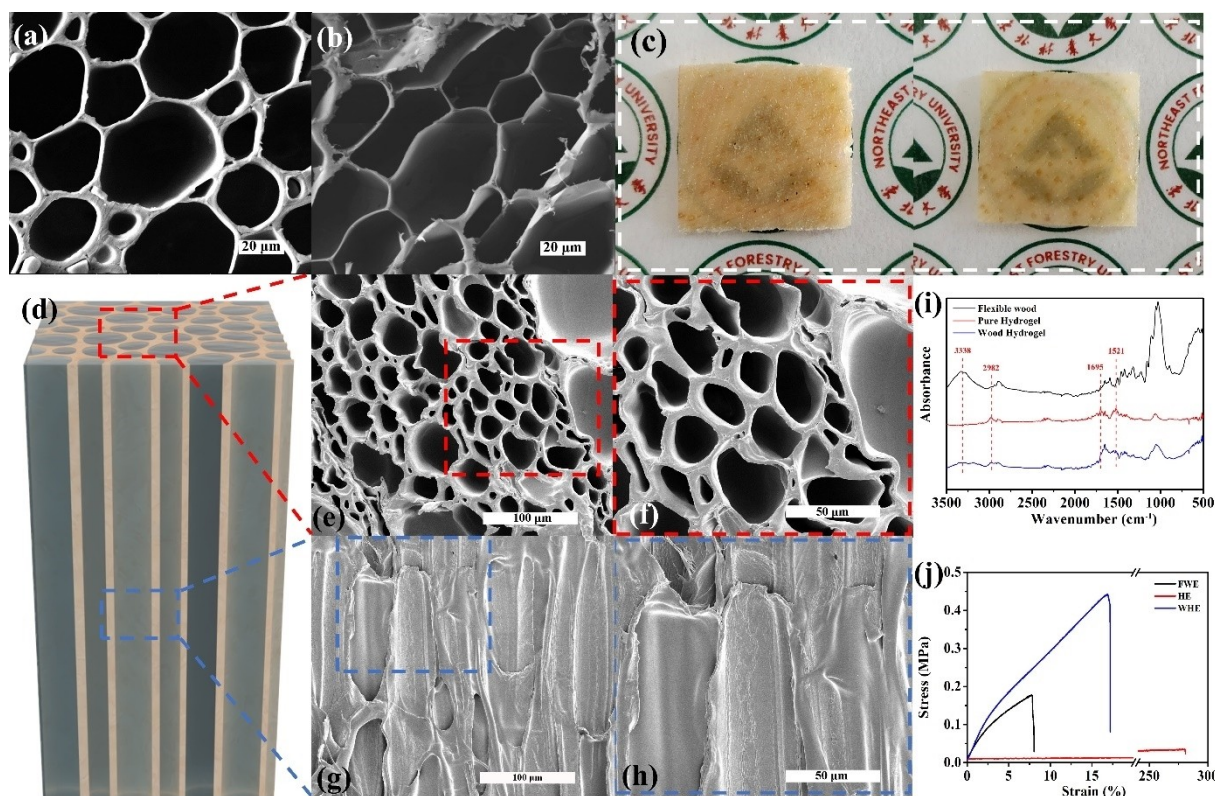 (a)
20 µm
(b)
20 µm
(c)
NORTHEAST FORESTRY UNIVERSITY
NORTHEAST FORESTRY UNIVERSITY
(d)
(e)
100 µm
(f)
50 µm
(g)
100 µm
(h)
50 µm
(i)
Flexible wood
Pure Hydrogel
Wood Hydrogel
3338
2982
1695
1521
Absorbance
3500 3000 2500 2000 1500 1000 500
Wavenumber (cm⁻¹)
(j)
FWE
HE
WHE
0.5
0.4
0.3
0.2
0.1
0.0
Stress (MPa)
0 5 10 15 20 250 300
Strain (%)